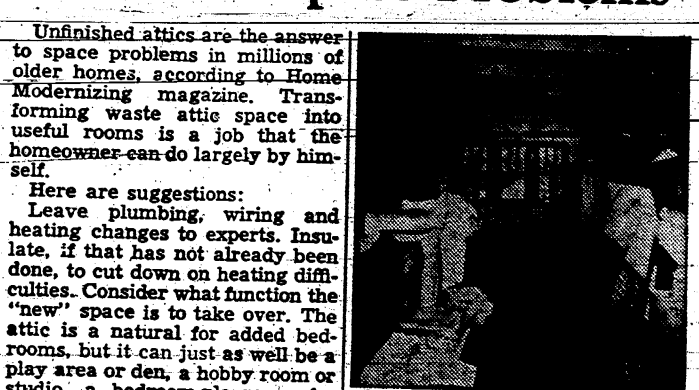 Problems
Unfinished attics are the answer
to space problems in millions of
older homes, according to Home
Modernizing magazine. Trans-
forming waste attic space into
useful rooms is a job that the
homeowner can do largely by him-
self.
Here are suggestions:
Leave plumbing, wiring and
heating changes to experts. Insu-
late, if that has not already been
done, to cut down on heating diffi-
culties. Consider what function the
"new" space is to take over. The
attic is a natural for added bed-
rooms, but it can just as well be a
play area or den, a hobby room or